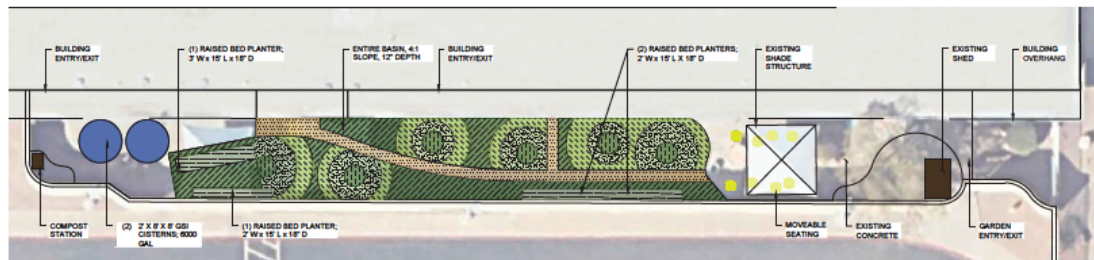 BUILDING
ENTRY/EXIT
(1) RAISED BED PLANTER;
3' W x 15' L x 18" D
ENTIRE BASIN, 4:1
SLOPE, 12" DEPTH
BUILDING
ENTRY/EXIT
(2) RAISED BED PLANTERS;
2' W x 15' L X 18" D
EXISTING
SHADE
STRUCTURE
EXISTING
SHED
BUILDING
OVERHANG
COMPOST
STATION
(2) 2' X 8' X 8' GSI
CISTERNS; 6000
GAL
(1) RAISED BED PLANTER;
2' W x 15' L x 18" D
MOVEABLE
SEATING
EXISTING
CONCRETE
GARDEN
ENTRY/EXIT